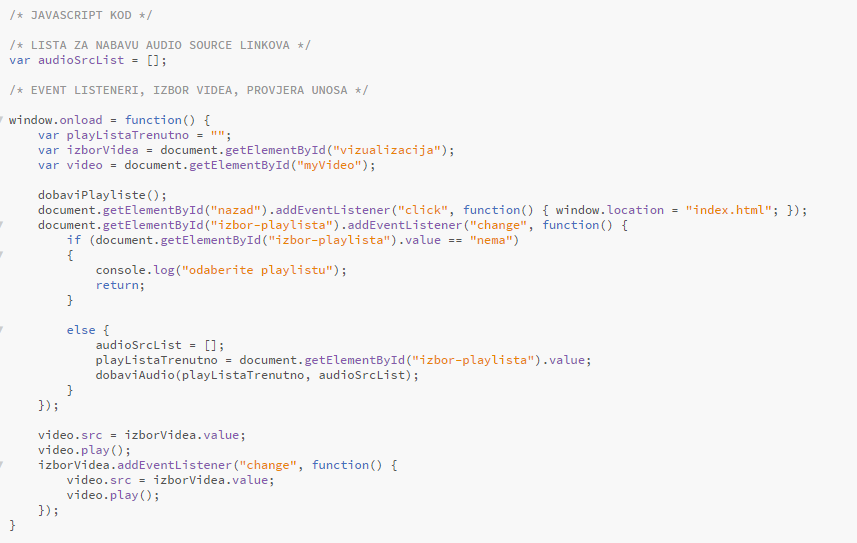 /* JAVASCRIPT KOD */
/* LISTA ZA NABAVU AUDIO SOURCE LINKOVA */
var audioSrcList = [];
/* EVENT LISTENERI, IZBOR VIDEA, PROVJERA UNOSA */
window.onload = function() {
var playListaTrenutno = "";
var izborVidea = document.getElementById("vizualizacija");
var video = document.getElementById("myVideo");
dobaviPlayliste();
document.getElementById("nazad").addEventListener("click", function() { window.location = "index.html"; });
document.getElementById("izbor-playlista").addEventListener("change", function() {
if (document.getElementById("izbor-playlista").value == "nema")
{
console.log("odaberite playlistu");
return;
}
else {
audioSrcList = [];
playListaTrenutno = document.getElementById("izbor-playlista").value;
dobaviAudio(playListaTrenutno, audioSrcList);
}
});
video.src = izborVidea.value;
video.play();
izborVidea.addEventListener("change", function() {
video.src = izborVidea.value;
video.play();
});
}